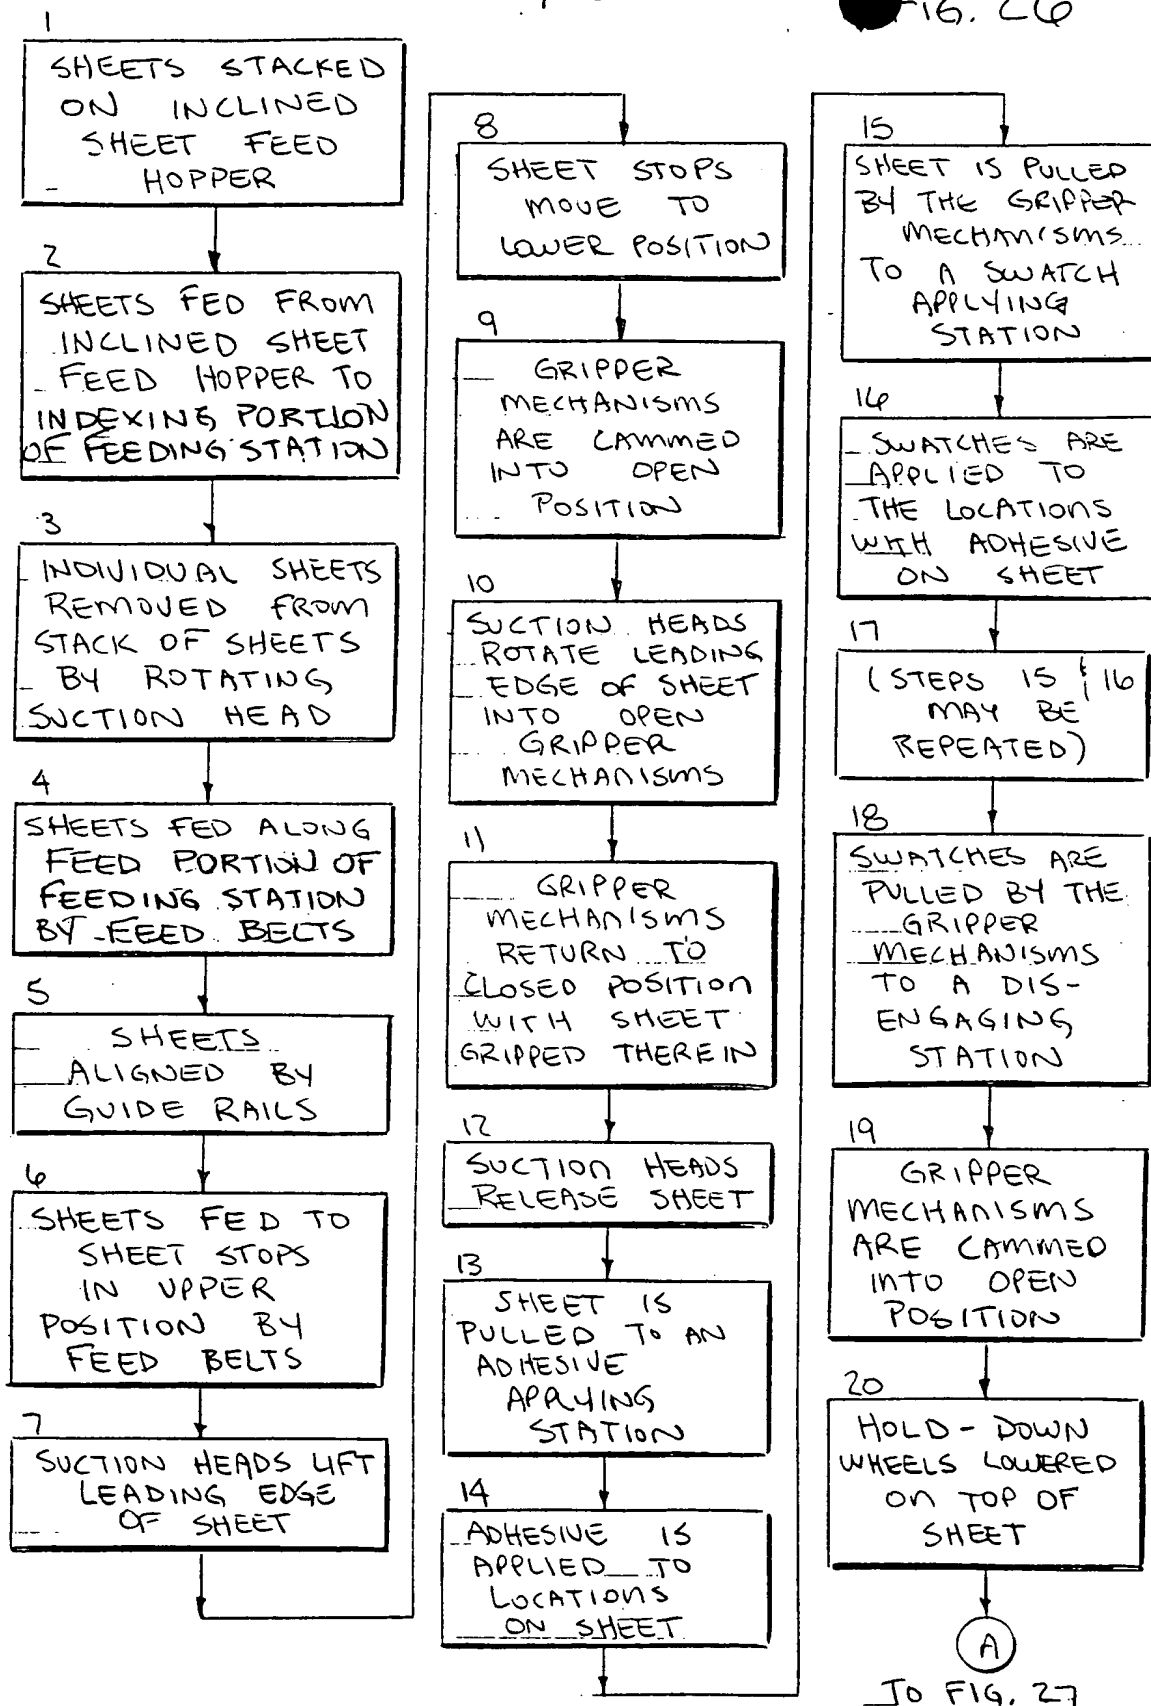 FIG. 26
1
SHEETS STACKED
ON INCLINED
SHEET FEED
HOPPER
2
SHEETS FED FROM
INCLINED SHEET
FEED HOPPER TO
INDEXING PORTION
OF FEEDING STATION
3
INDIVIDUAL SHEETS
REMOVED FROM
STACK OF SHEETS
BY ROTATING
SUCTION HEAD
4
SHEETS FED ALONG
FEED PORTION OF
FEEDING STATION
BY FEED BELTS
5
SHEETS
ALIGNED BY
GUIDE RAILS
6
SHEETS FED TO
SHEET STOPS
IN UPPER
POSITION BY
FEED BELTS
7
SUCTION HEADS LIFT
LEADING EDGE
OF SHEET
8
SHEET STOPS
MOVE TO
LOWER POSITION
9
GRIPPER
MECHANISMS
ARE CAMMED
INTO OPEN
POSITION
10
SUCTION HEADS
ROTATE LEADING
EDGE OF SHEET
INTO OPEN
GRIPPER
MECHANISMS
11
GRIPPER
MECHANISMS
RETURN TO
CLOSED POSITION
WITH SHEET
GRIPPED THEREIN
12
SUCTION HEADS
RELEASE SHEET
13
SHEET IS
PULLED TO AN
ADHESIVE
APPLYING
STATION
14
ADHESIVE IS
APPLIED TO
LOCATIONS
ON SHEET
15
SHEET IS PULLED
BY THE GRIPPER
MECHANISMS
TO A SWATCH
APPLYING
STATION
16
SWATCHES ARE
APPLIED TO
THE LOCATIONS
WITH ADHESIVE
ON SHEET
17
(STEPS 15 & 16
MAY BE
REPEATED)
18
SWATCHES ARE
PULLED BY THE
GRIPPER
MECHANISMS
TO A DIS-
ENGAGING
STATION
19
GRIPPER
MECHANISMS
ARE CAMMED
INTO OPEN
POSITION
20
HOLD-DOWN
WHEELS LOWERED
ON TOP OF
SHEET
A
TO FIG. 27